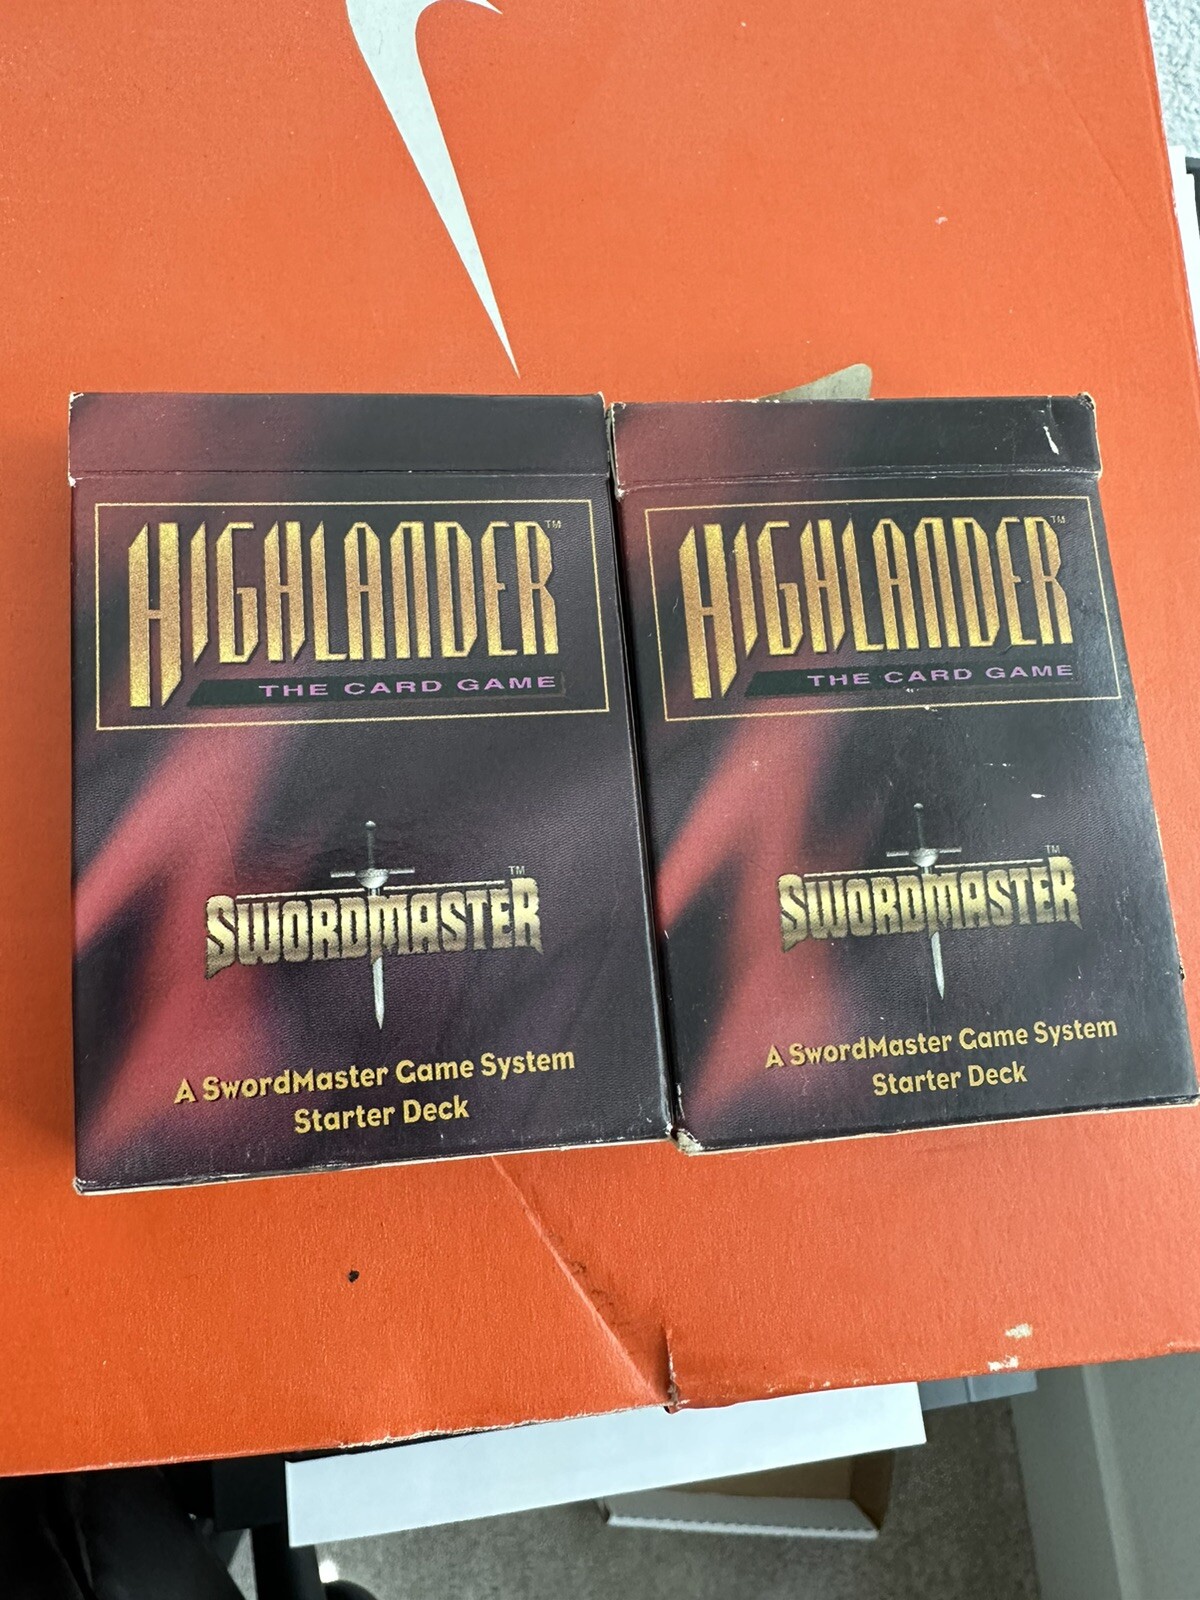 HIGHLANDER™
THE CARD GAME
SWORDMASTER™
A SwordMaster Game System
Starter Deck
HIGHLANDER™
THE CARD GAME
SWORDMASTER™
A SwordMaster Game System
Starter Deck